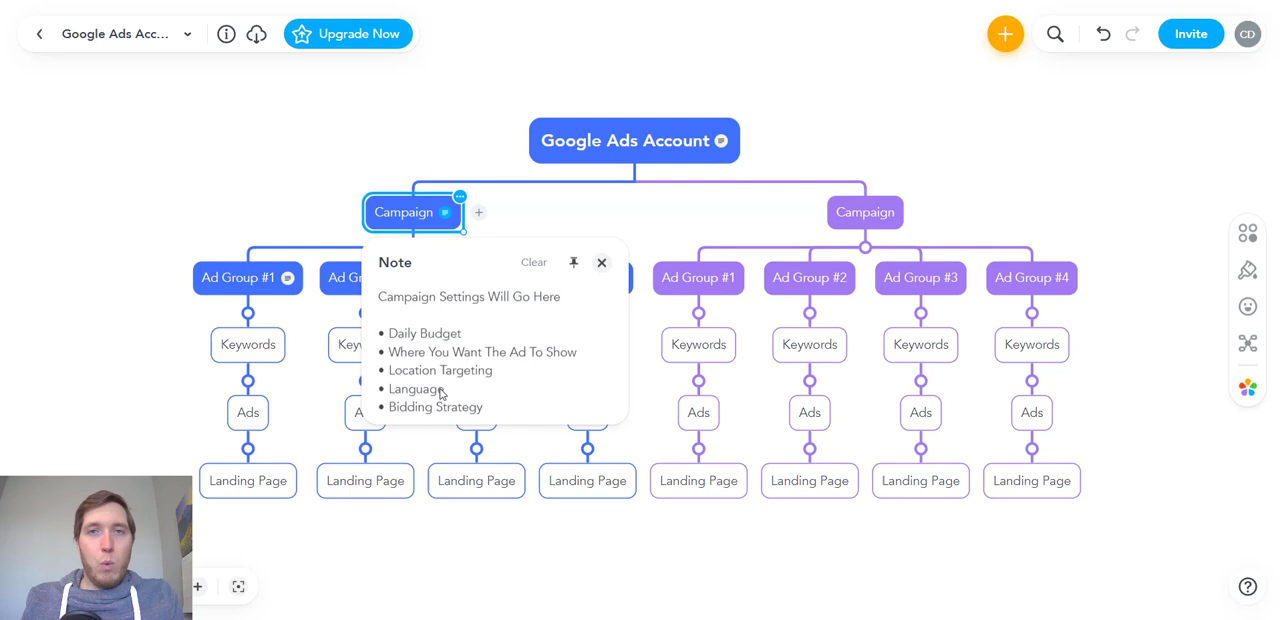 Google Ads Acc...
Upgrade Now
Invite
CD
Google Ads Account
Campaign
Campaign
Note
Clear
Campaign Settings Will Go Here
• Daily Budget
• Where You Want The Ad To Show
• Location Targeting
• Language
• Bidding Strategy
Ad Group #1
Ad Gr
Ad Group #1
Ad Group #2
Ad Group #3
Ad Group #4
Keywords
Keyw
Keywords
Keywords
Keywords
Keywords
Ads
A
Ads
Ads
Ads
Ads
Landing Page
Landing Page
Landing Page
Landing Page
Landing Page
Landing Page
Landing Page
Landing Page